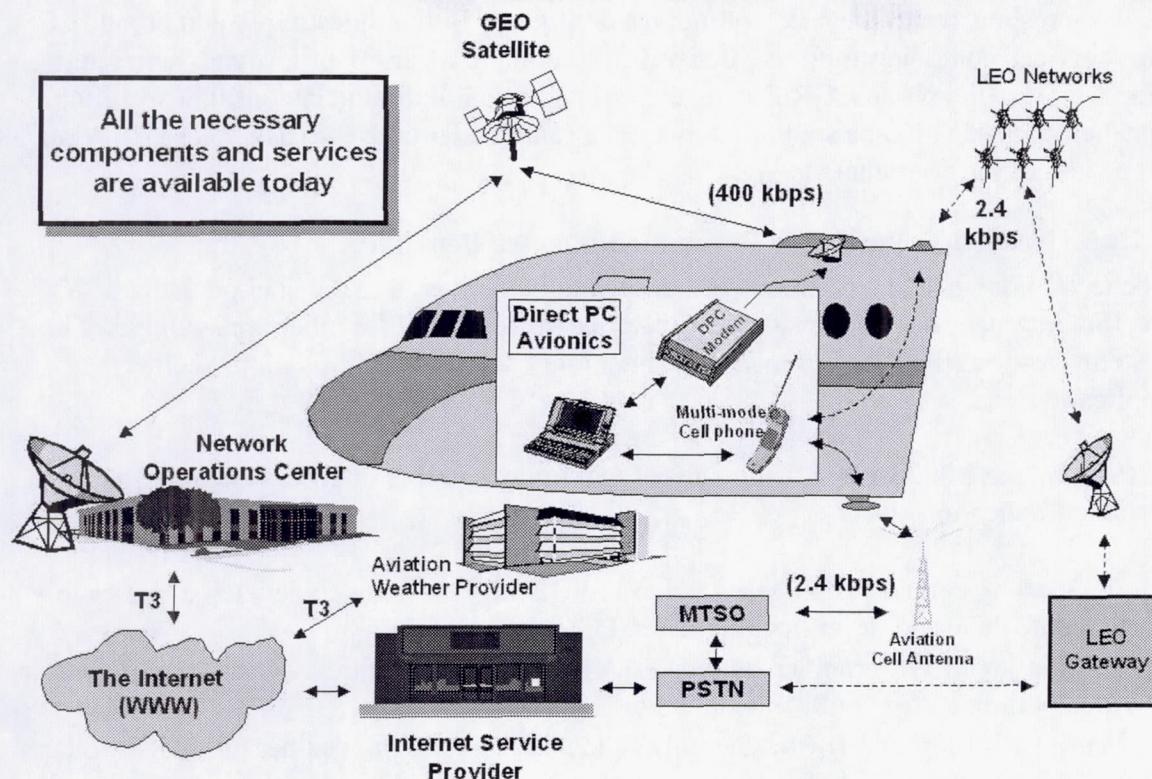 GEO
Satellite
LEO Networks
All the necessary
components and services
are available today
(400 kbps)
2.4
kbps
Direct PC
Avionics
DPC
Modem
Multi-mode
Cell phone
Network
Operations Center
Aviation
Weather Provider
T3
T3
(2.4 kbps)
MTSO
Aviation
Cell Antenna
LEO
Gateway
The Internet
(WWW)
PSTN
Internet Service
Provider